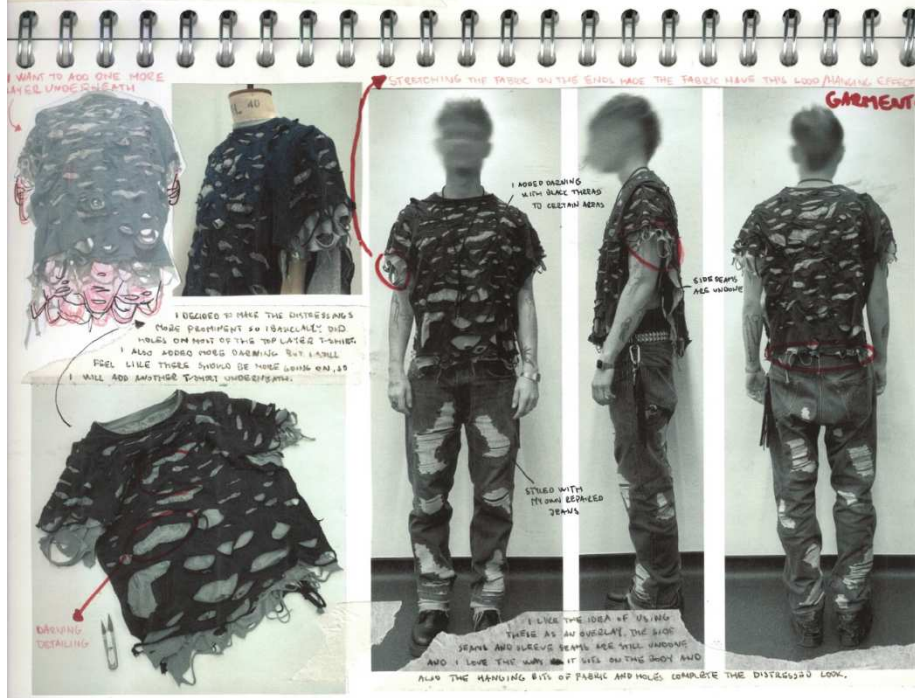 I WANT TO ADD ONE MORE
LAYER UNDERNEATH
40
STRETCHING THE FABRIC ON THE ENDS MADE THE FABRIC HAVE THIS GOOD/HANGING EFFECT
GARMENT
I ADDED DARNING
WITH BLACK THREAD
TO CERTAIN AREAS
SIDE SEAMS
ARE UNDONE
I DECIDED TO MAKE THE DISTRESSINGS
MORE PROMINENT SO I BASICLALLY DID
HOLES ON MOST OF THIS TOP LAYER T-SHIRT.
I ALSO ADDED MORE DARNING BUT I STILL
FEEL LIKE THERE SHOULD BE MORE GOING ON, SO
I WILL ADD ANOTHER T-SHIRT UNDERNEATH.
STYLED WITH
MY OWN REPAIRED
JEANS
DARNING
DETAILING
I LIKE THE IDEA OF USING
THESE AS AN OVERLAY. THE SIDE
SEAMS AND SLEEVE SEAMS ARE STILL UNDONE
AND I LOVE THE WAY IT SITS ON THE BODY AND
ALSO THE HANGING BITS OF FABRIC AND HOLES COMPLETE THE DISTRESSED LOOK.